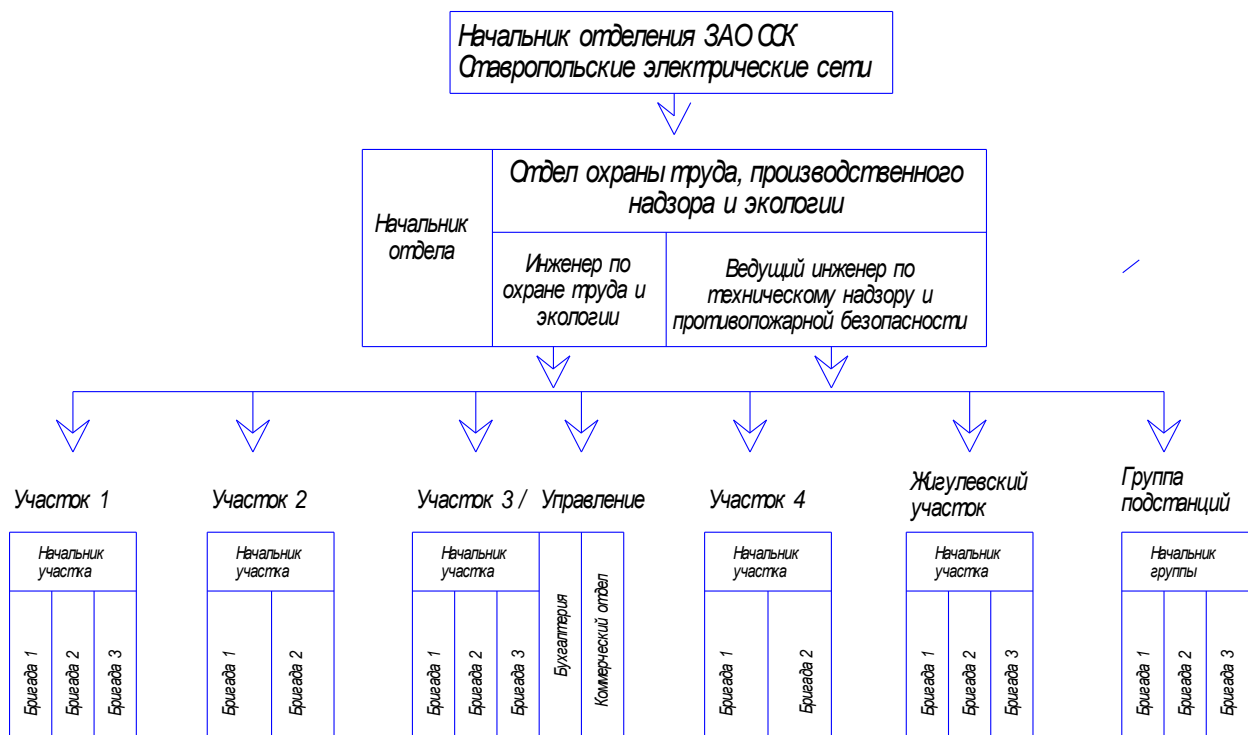 Начальник отделения ЗАО ССК
Ставропольские электрические сети
Начальник
отдела
Отдел охраны труда, производственного
надзора и экологии
Инженер по
охране труда и
экологии
Ведущий инженер по
техническому надзору и
противопожарной безопасности
Участок 1
Начальник
участка
Бригада 1
Бригада 2
Бригада 3
Участок 2
Начальник
участка
Бригада 1
Бригада 2
Участок 3 / Управление
Начальник
участка
Бригада 1
Бригада 2
Бригада 3
Бухгалтерия
Коммерческий отдел
Участок 4
Начальник
участка
Бригада 1
Бригада 2
Жигулевский
участок
Начальник
участка
Бригада 1
Бригада 2
Бригада 3
Группа
подстанций
Начальник
группы
Бригада 1
Бригада 2
Бригада 3